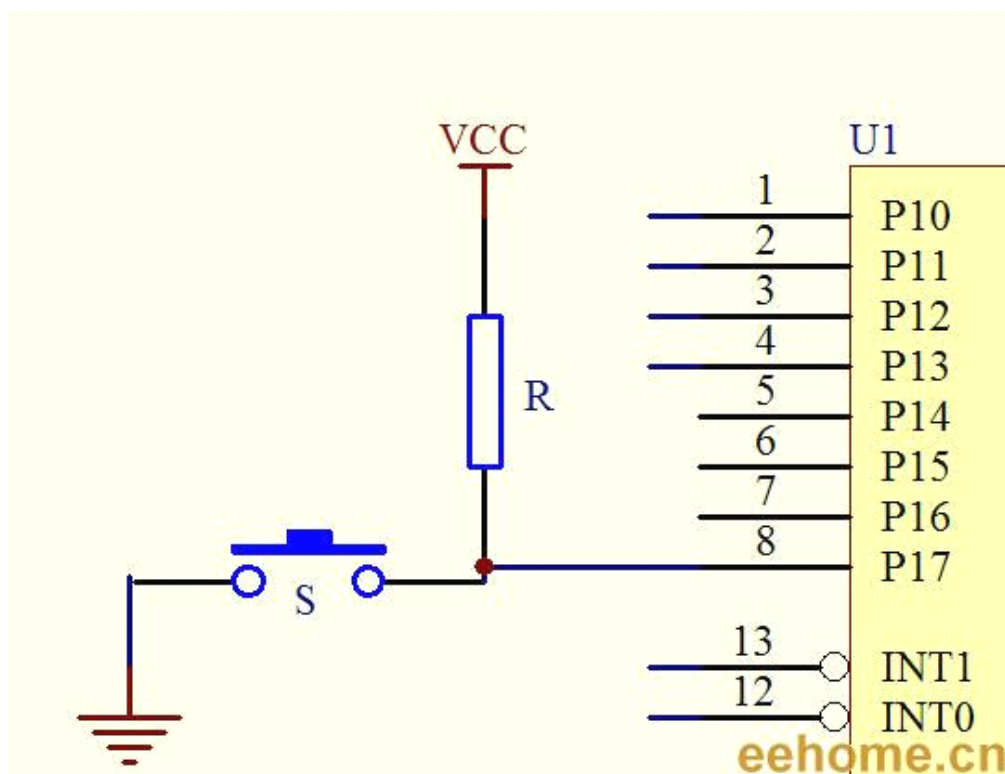 VCC
U1
1 P10
2 P11
3 P12
4 P13
R
5 P14
6 P15
7 P16
8 P17
S
13 INT1
12 INT0
eehome.cn